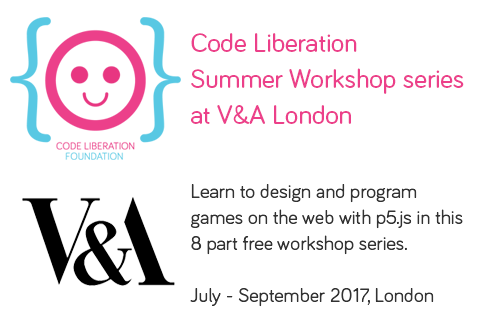 Code Liberation
Summer Workshop series
at V&A London
CODE LIBERATION
FOUNDATION
V&A
Learn to design and program
games on the web with p5.js in this
8 part free workshop series.
July - September 2017, London